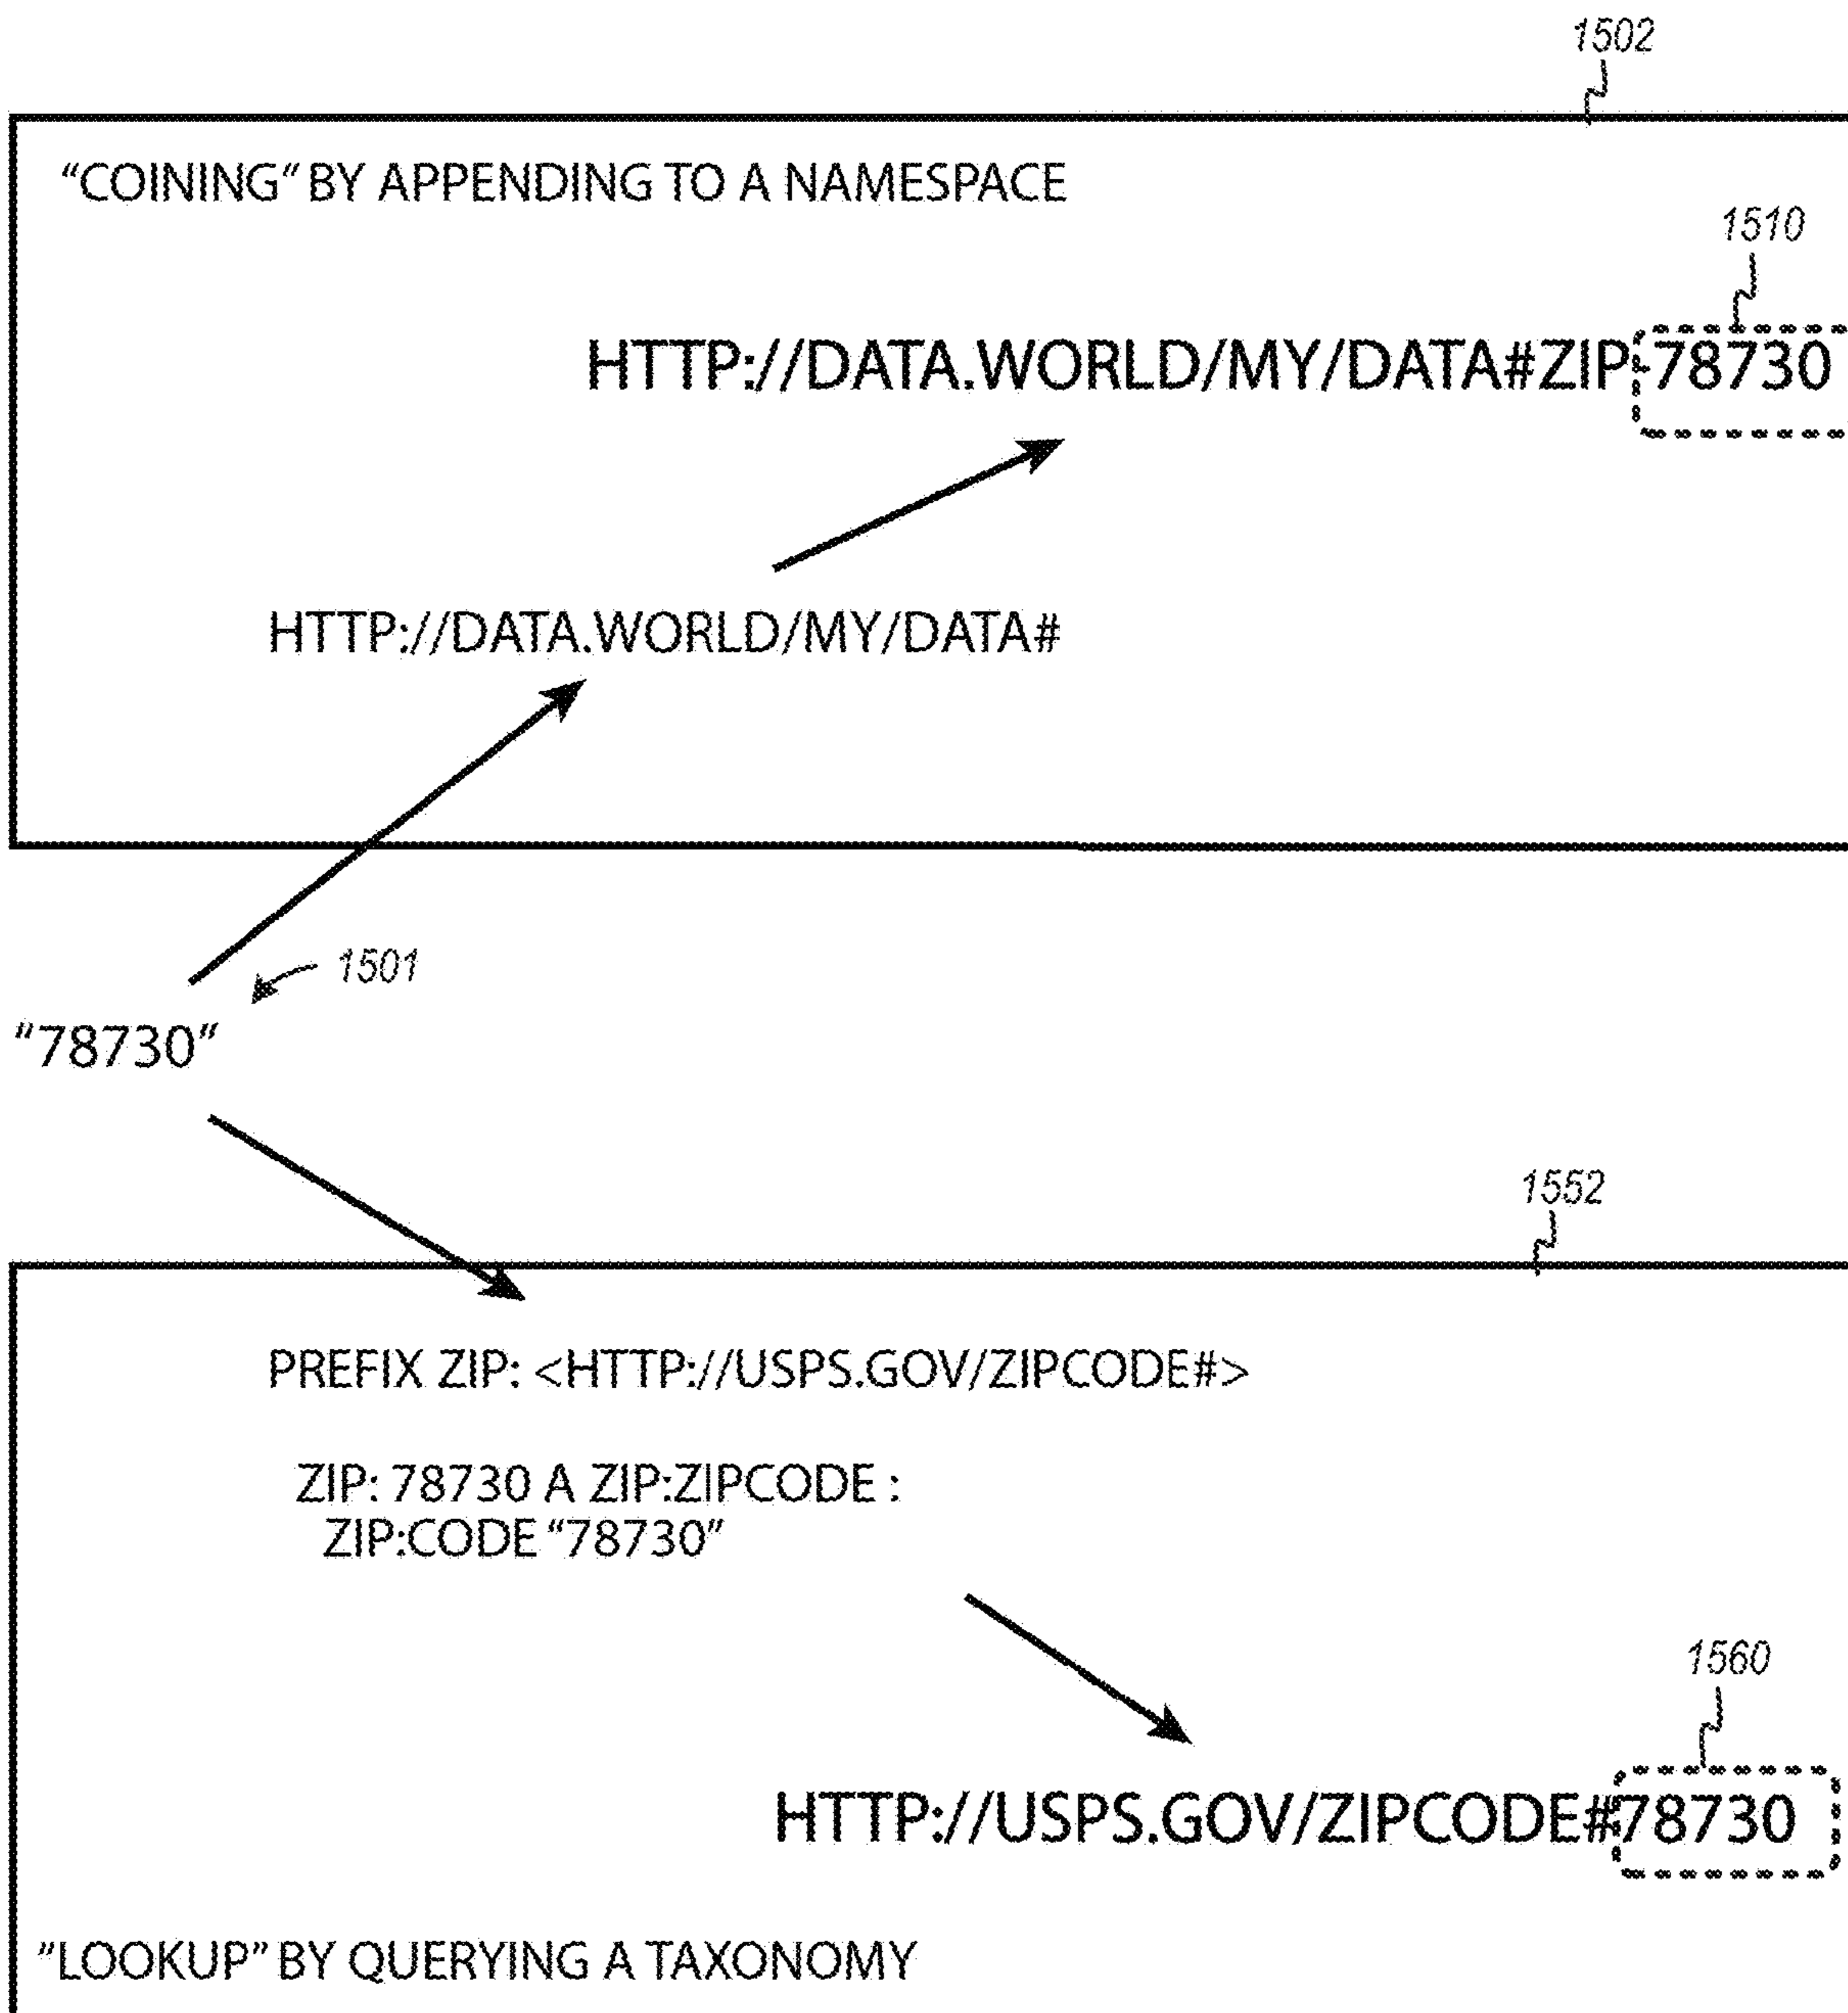 1502
“COINING” BY APPENDING TO A NAMESPACE
1510
HTTP://DATA.WORLD/MY/DATA#ZIP-78730
HTTP://DATA.WORLD/MY/DATA#
1501
“78730”
1552
PREFIX ZIP: <HTTP://USPS.GOV/ZIPCODE#>
ZIP: 78730 A ZIP:ZIPCODE :
ZIP:CODE “78730”
1560
HTTP://USPS.GOV/ZIPCODE#78730
“LOOKUP” BY QUERYING A TAXONOMY